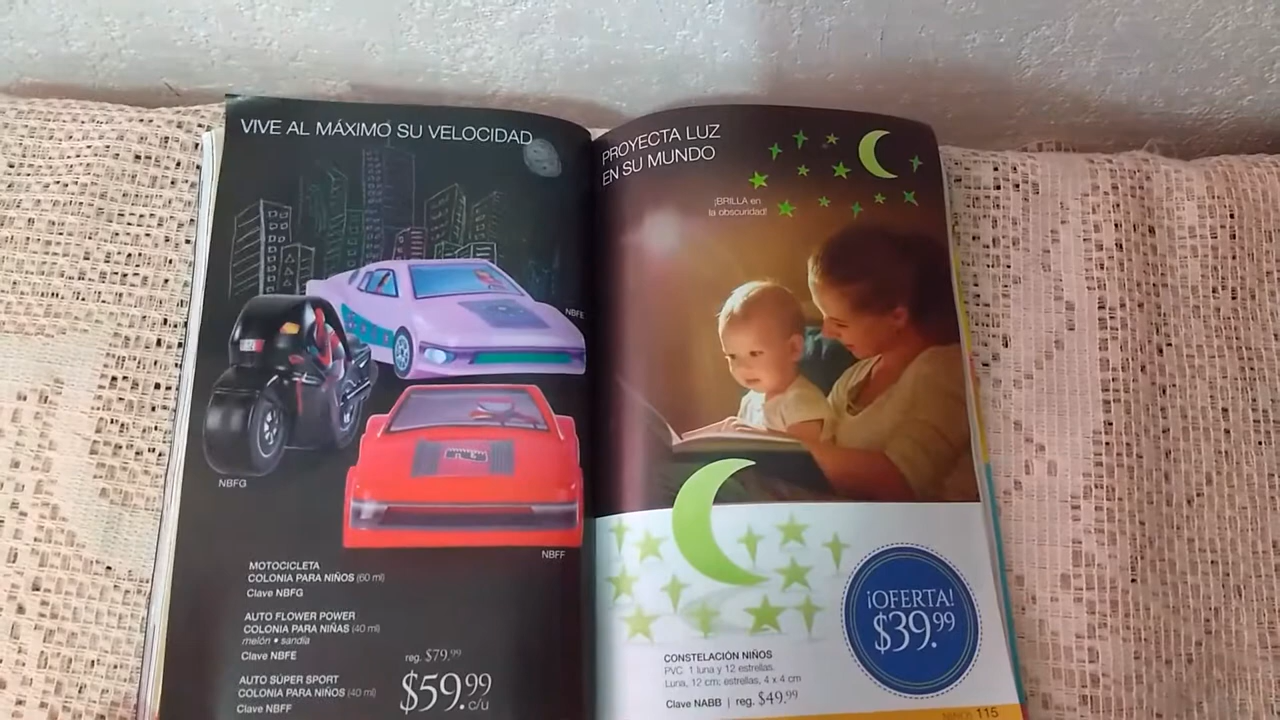 VIVE AL MÁXIMO SU VELOCIDAD
NBFE
NBFG
NBFF
MOTOCICLETA
COLONIA PARA NIÑOS (60 ml)
Clave NBFG
AUTO FLOWER POWER
COLONIA PARA NIÑAS (40 ml)
melón • sandía
Clave NBFE
AUTO SÚPER SPORT
COLONIA PARA NIÑOS (40 ml)
Clave NBFF
reg. $79.99
$59.99
c/u
PROYECTA LUZ
EN SU MUNDO
¡BRILLA en
la obscuridad!
¡OFERTA!
$39.99
CONSTELACIÓN NIÑOS
PVC. 1 luna y 12 estrellas.
Luna, 12 cm; estrellas, 4 x 4 cm
Clave NABB | reg. $49.99
NIÑOS 115